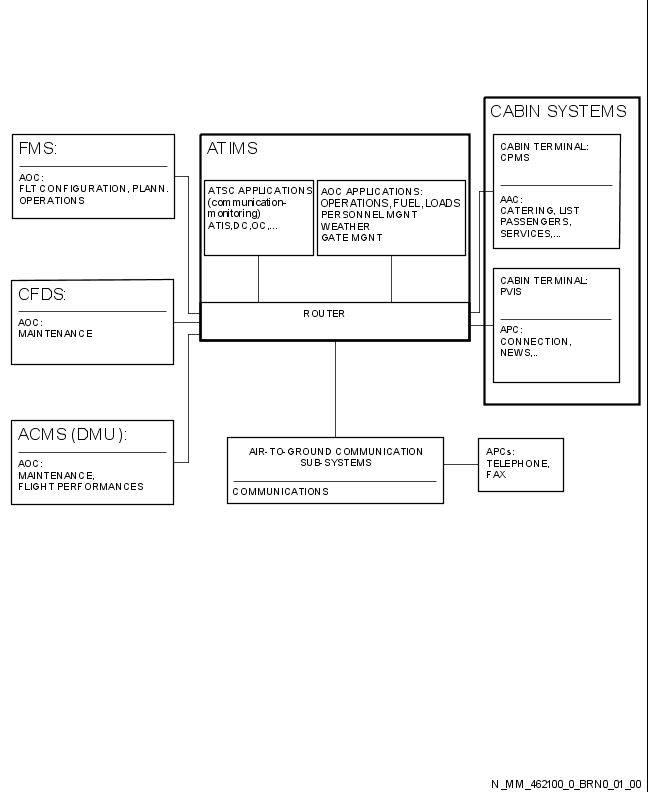 CABIN SYSTEMS
FMS:
AOC:
FLT CONFIGURATION, PLANN.
OPERATIONS
ATIMS
ATSC APPLICATIONS
(communication-
monitoring)
ATIS,DC,OC,...
AOC APPLICATIONS:
OPERATIONS, FUEL, LOADS
PERSONNEL MGNT
WEATHER
GATE MGNT
CABIN TERMINAL:
CPMS
AAC:
CATERING, LIST
PASSENGERS,
SERVICES,...
CFDS:
AOC:
MAINTENANCE
ROUTER
CABIN TERMINAL:
PVIS
APC:
CONNECTION,
NEWS,..
ACMS (DMU):
AOC:
MAINTENANCE,
FLIGHT PERFORMANCES
AIR-TO-GROUND COMMUNICATION
SUB-SYSTEMS
COMMUNICATIONS
APCs:
TELEPHONE,
FAX
N_MM_462100_0_BRN0_01_00